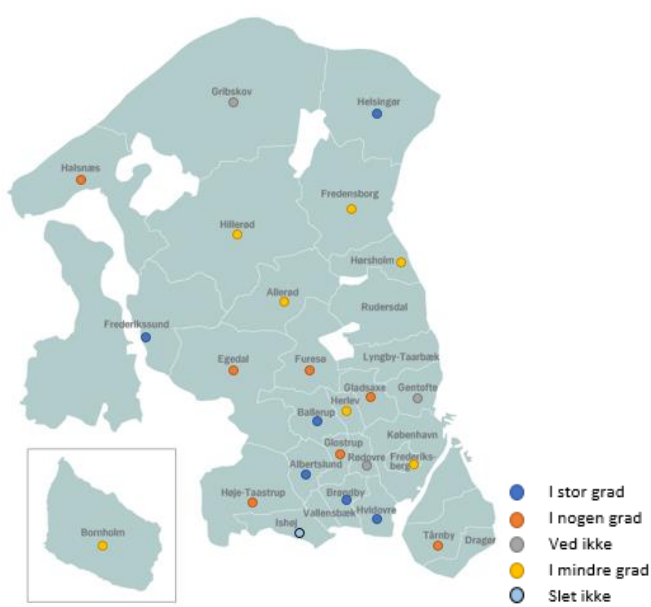 Gribskov
Helsingør
Halsnæs
Fredensborg
Hillerød
Hørsholm
Allerød
Rudersdal
Frederikssund
Egedal
Furesø
Lyngby-Taarbæk
Gladsaxe
Gentofte
Herlev
Ballerup
København
Glostrup
Rødovre
Frederiks-
berg
Albertslund
Høje-Taastrup
Brøndby
Vallensbæk
Hvidovre
Ishøj
Bornholm
Tårnby
Dragør
I stor grad
I nogen grad
Ved ikke
I mindre grad
Slet ikke